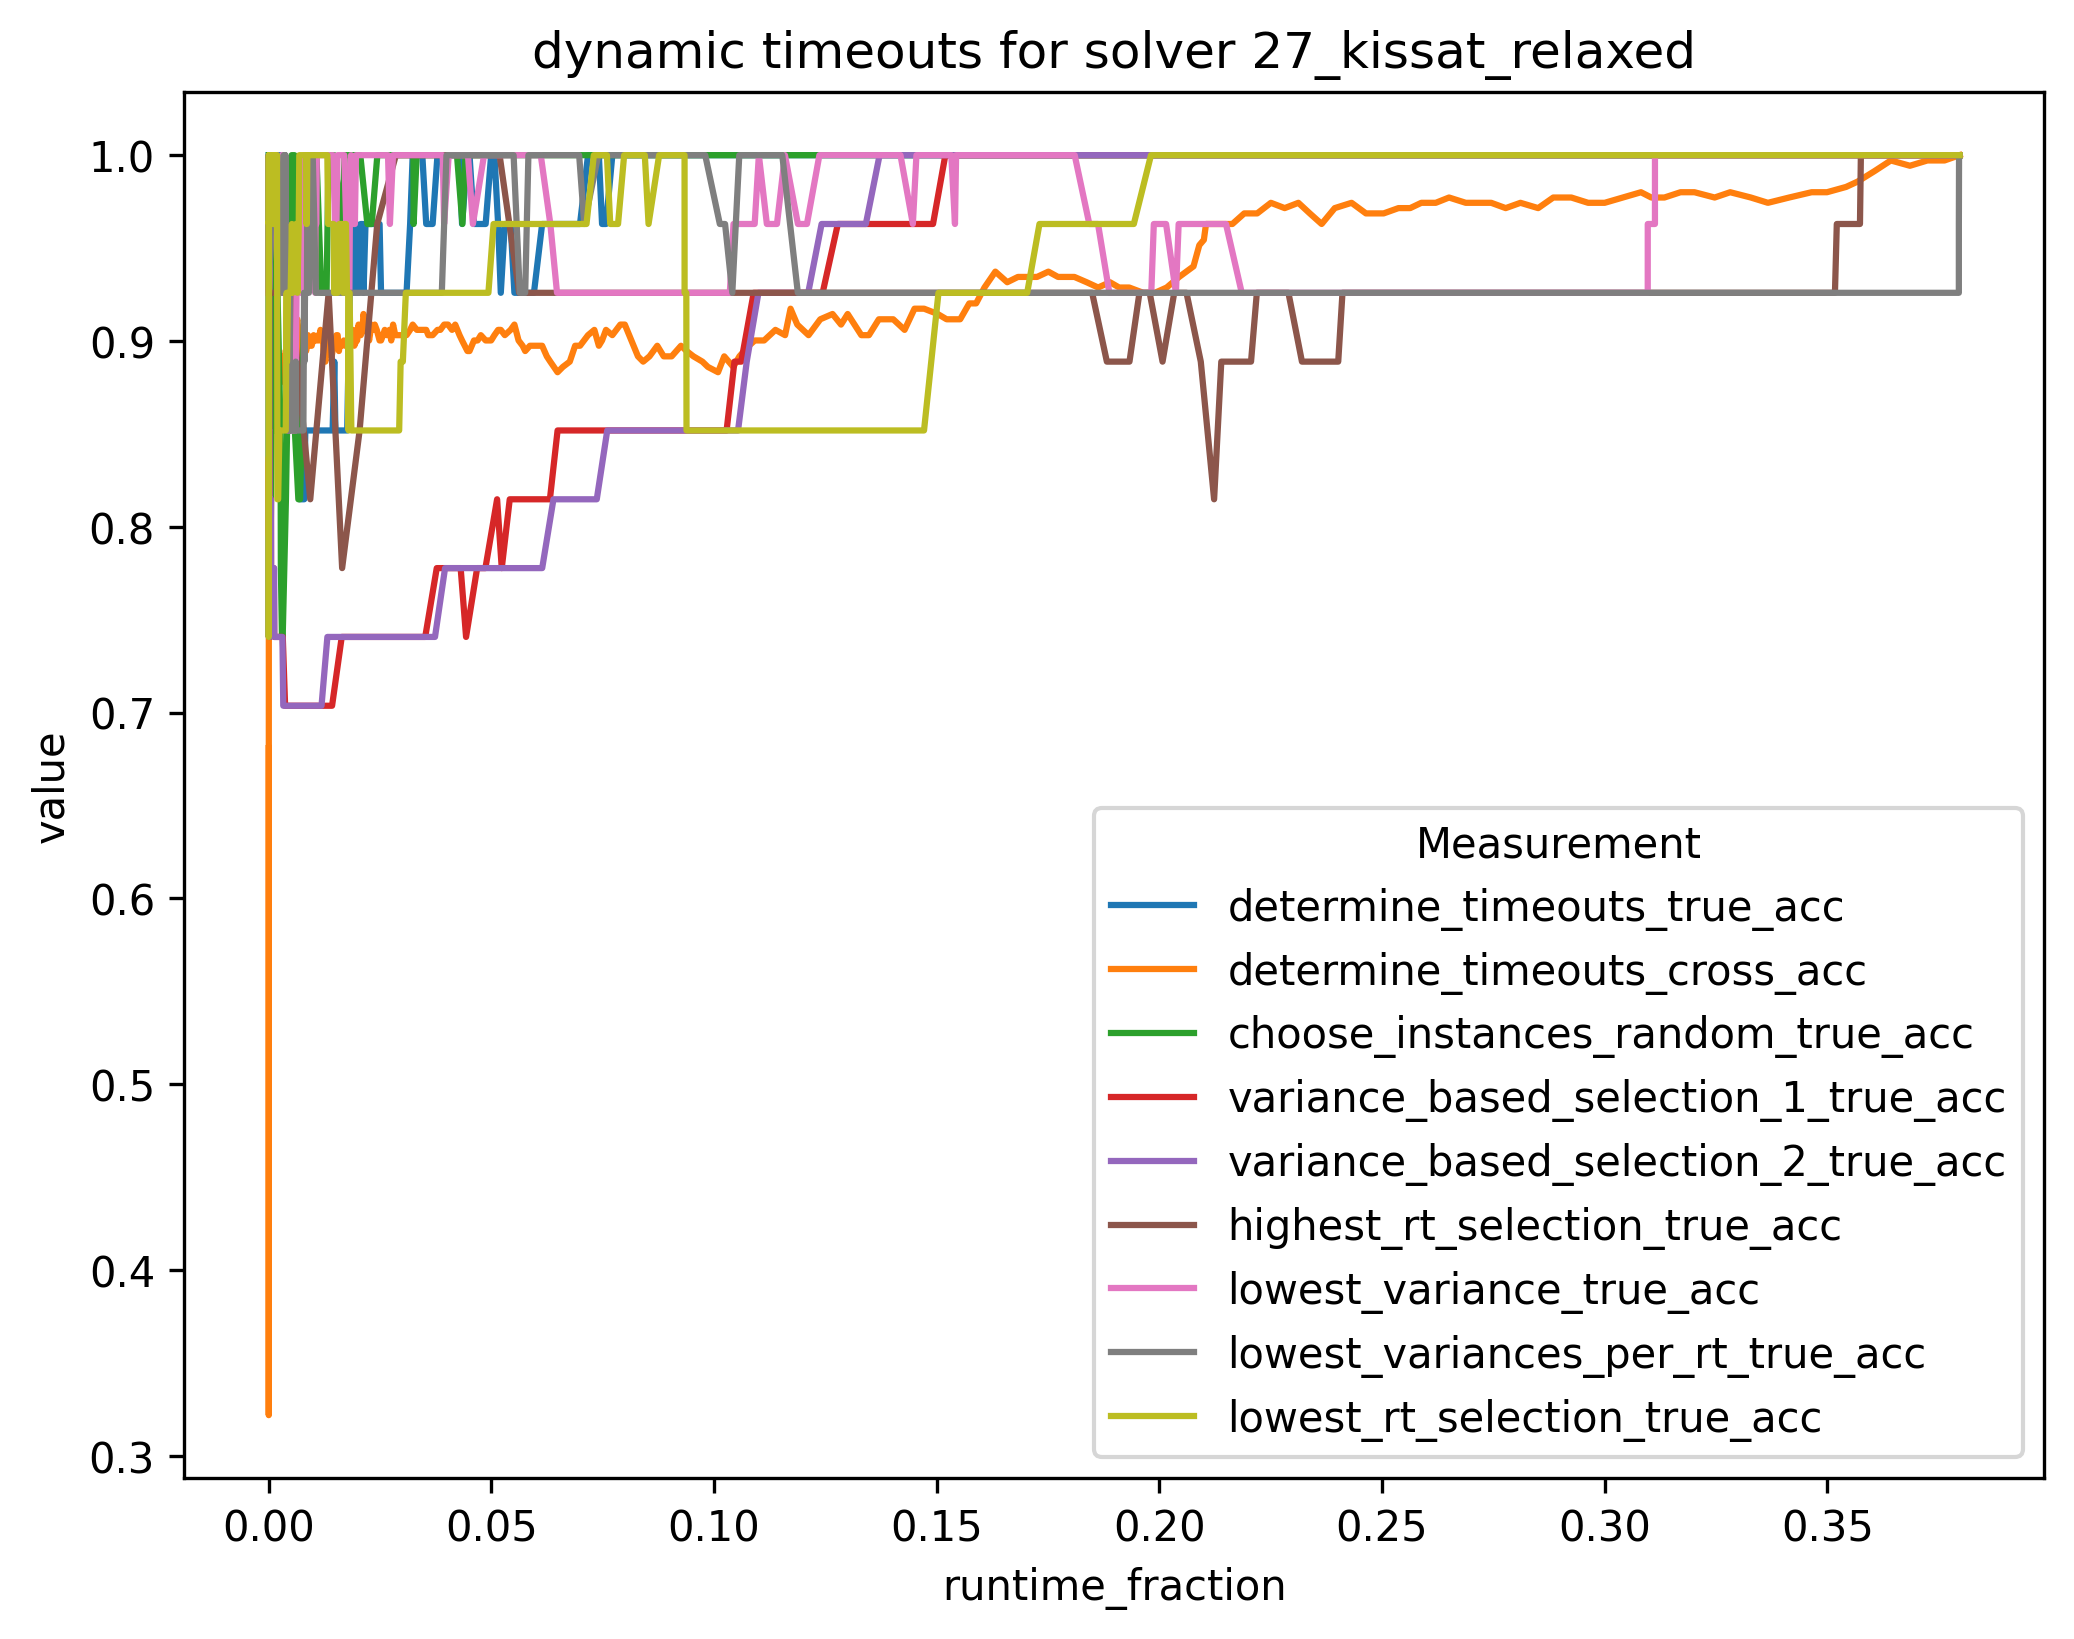 dynamic timeouts for solver 27_kissat_relaxed
1.0
0.9
0.8
0.7
0.6
0.5
0.4
0.3
value
0.00
0.05
0.10
0.15
0.20
0.25
0.30
0.35
runtime_fraction
Measurement
determine_timeouts_true_acc
determine_timeouts_cross_acc
choose_instances_random_true_acc
variance_based_selection_1_true_acc
variance_based_selection_2_true_acc
highest_rt_selection_true_acc
lowest_variance_true_acc
lowest_variances_per_rt_true_acc
lowest_rt_selection_true_acc